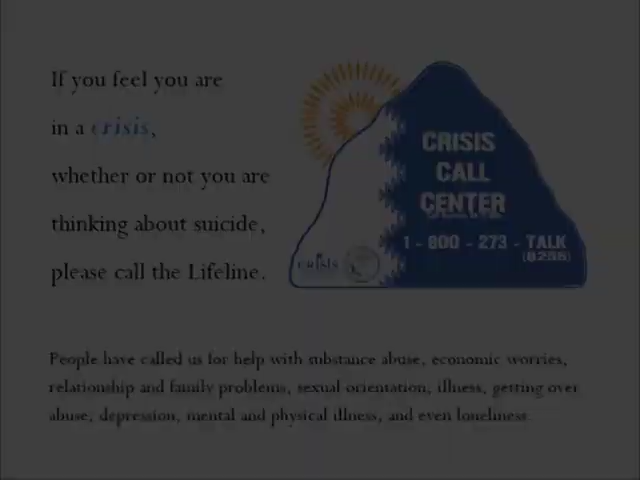 If you feel you are
in a crisis,
whether or not you are
thinking about suicide,
please call the Lifeline.
CRISIS
CALL
CENTER
1 - 800 - 273 - TALK
(8255)
crisis
People have called us for help with substance abuse, economic worries,
relationship and family problems, sexual orientation, illness, getting over
abuse, depression, mental and physical illness, and even loneliness.